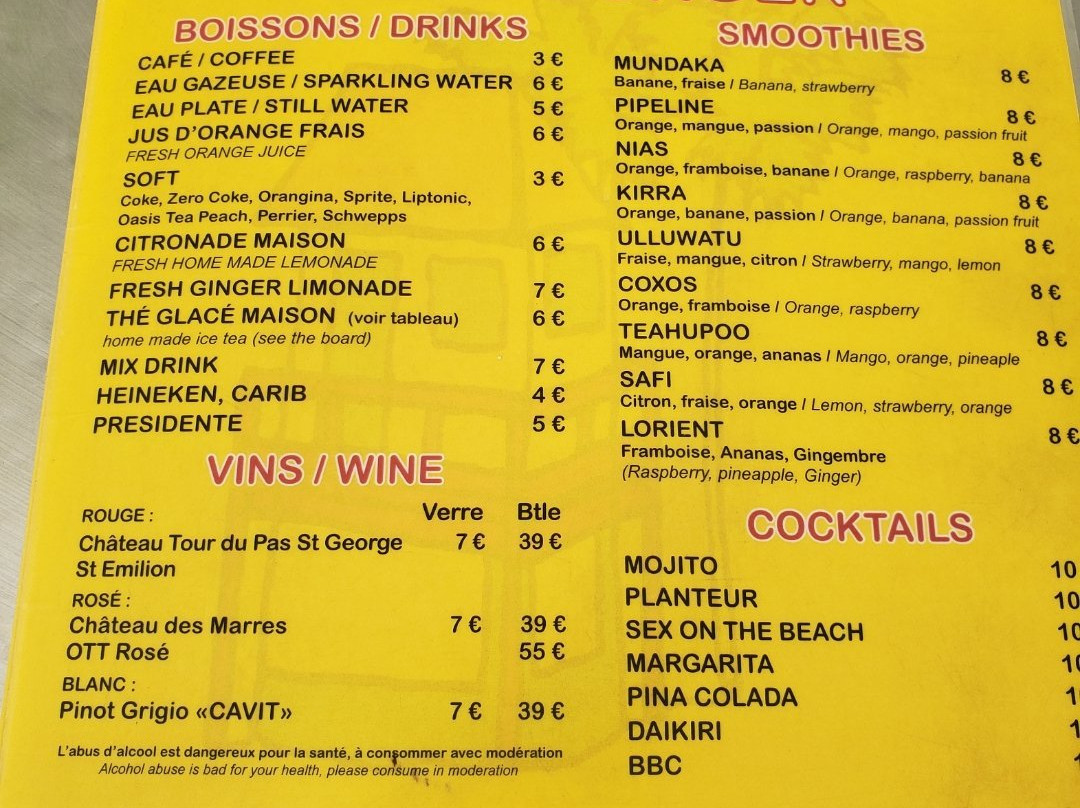 BOISSONS / DRINKS
CAFÉ / COFFEE 3 €
EAU GAZEUSE / SPARKLING WATER 6 €
EAU PLATE / STILL WATER 5 €
JUS D'ORANGE FRAIS 6 €
FRESH ORANGE JUICE
SOFT 3 €
Coke, Zero Coke, Orangina, Sprite, Liptonic,
Oasis Tea Peach, Perrier, Schwepps
CITRONADE MAISON 6 €
FRESH HOME MADE LEMONADE
FRESH GINGER LIMONADE 7 €
THÉ GLACÉ MAISON (voir tableau) 6 €
home made ice tea (see the board)
MIX DRINK 7 €
HEINEKEN, CARIB 4 €
PRESIDENTE 5 €
VINS / WINE
ROUGE : Verre Btle
Château Tour du Pas St George 7 € 39 €
St Emilion
ROSÉ :
Château des Marres 7 € 39 €
OTT Rosé 55 €
BLANC :
Pinot Grigio «CAVIT» 7 € 39 €
L'abus d'alcool est dangereux pour la santé, à consommer avec modération
Alcohol abuse is bad for your health, please consume in moderation
SMOOTHIES
MUNDAKA 8 €
Banane, fraise / Banana, strawberry
PIPELINE 8 €
Orange, mangue, passion / Orange, mango, passion fruit
NIAS 8 €
Orange, framboise, banane / Orange, raspberry, banana
KIRRA 8 €
Orange, banane, passion / Orange, banana, passion fruit
ULLUWATU 8 €
Fraise, mangue, citron / Strawberry, mango, lemon
COXOS 8 €
Orange, framboise / Orange, raspberry
TEAHUPOO 8 €
Mangue, orange, ananas / Mango, orange, pineaple
SAFI 8 €
Citron, fraise, orange / Lemon, strawberry, orange
LORIENT 8 €
Framboise, Ananas, Gingembre
(Raspberry, pineapple, Ginger)
COCKTAILS
MOJITO 10
PLANTEUR 10
SEX ON THE BEACH 10
MARGARITA 10
PINA COLADA 1
DAIKIRI 1
BBC